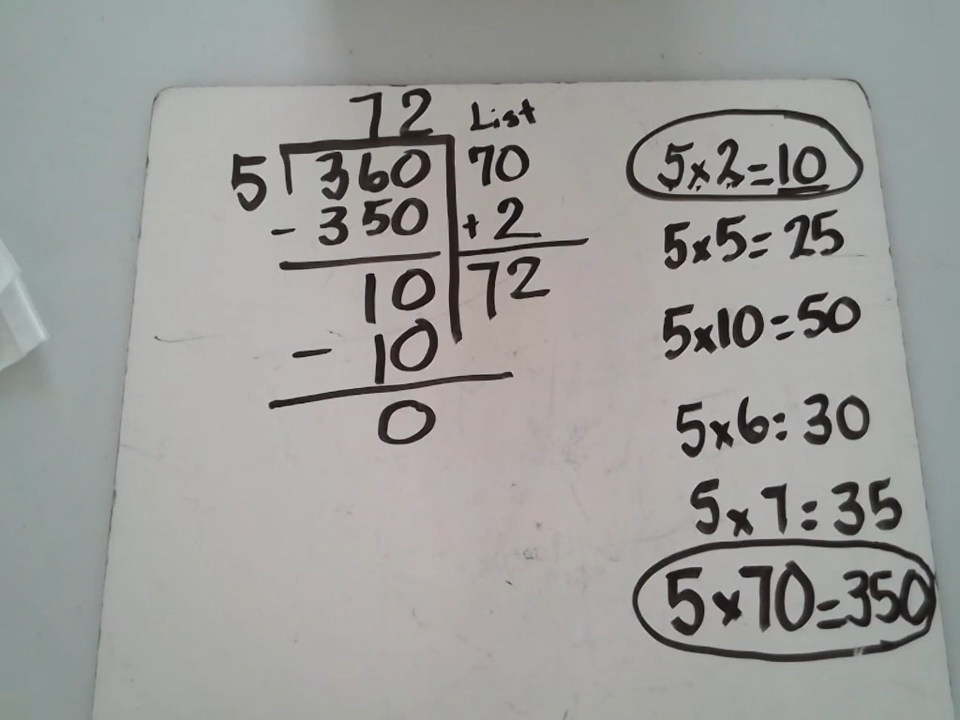 72 List
5 360 70
- 350 + 2
10 72
- 10
0
5x2=10
5x5=25
5x10=50
5x6=30
5x7=35
5x70=350